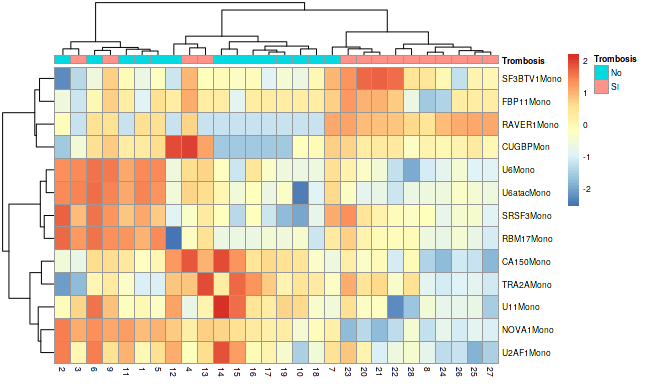 Trombosis
SF3BTV1Mono
FBP11Mono
RAVER1Mono
CUGBPMon
U6Mono
U6atacMono
SRSF3Mono
RBM17Mono
CA150Mono
TRA2AMono
U11Mono
NOVA1Mono
U2AF1Mono
2
1
0
-1
-2
Trombosis
No
SI
2 3 6 9 11 1 5 12 4 13 14 15 16 17 19 10 18 7 23 20 21 22 28 8 24 26 25 27